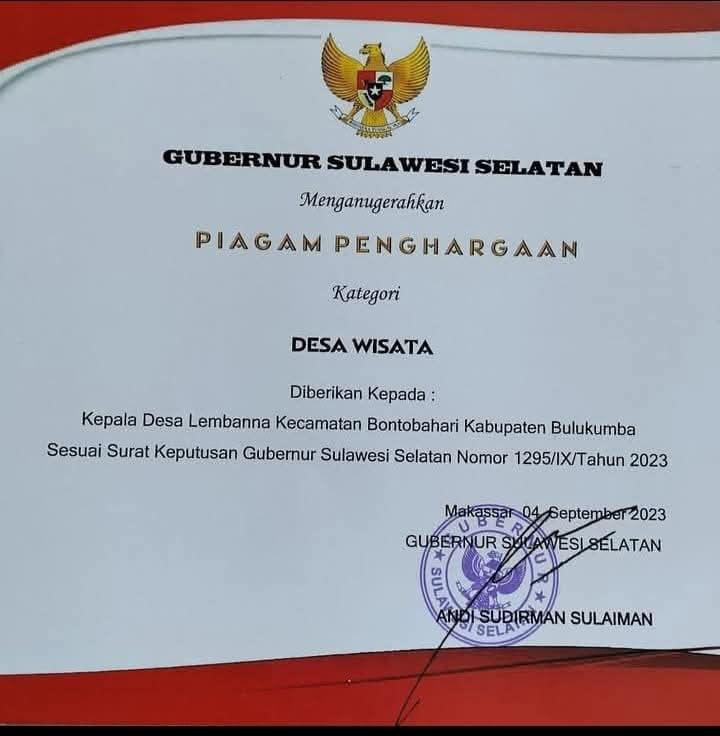 GUBERNUR SULAWESI SELATAN
Menganugerahkan
PIAGAM PENGHARGAAN
Kategori
DESA WISATA
Diberikan Kepada :
Kepala Desa Lembanna Kecamatan Bontobahari Kabupaten Bulukumba
Sesuai Surat Keputusan Gubernur Sulawesi Selatan Nomor 1295/IX/Tahun 2023
Makassar 04 September 2023
GUBERNUR SULAWESI SELATAN
GUBERNUR
SULAWESI SELATAN
ANDI SUDIRMAN SULAIMAN